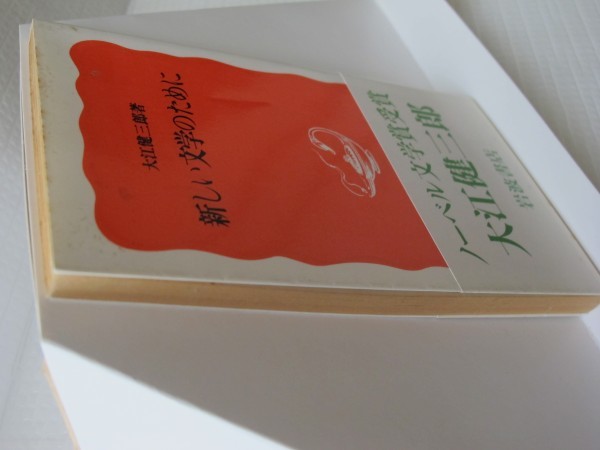 大江健三郎著
新しい文学のために
ノーベル文学賞受賞
大江健三郎
岩波書店